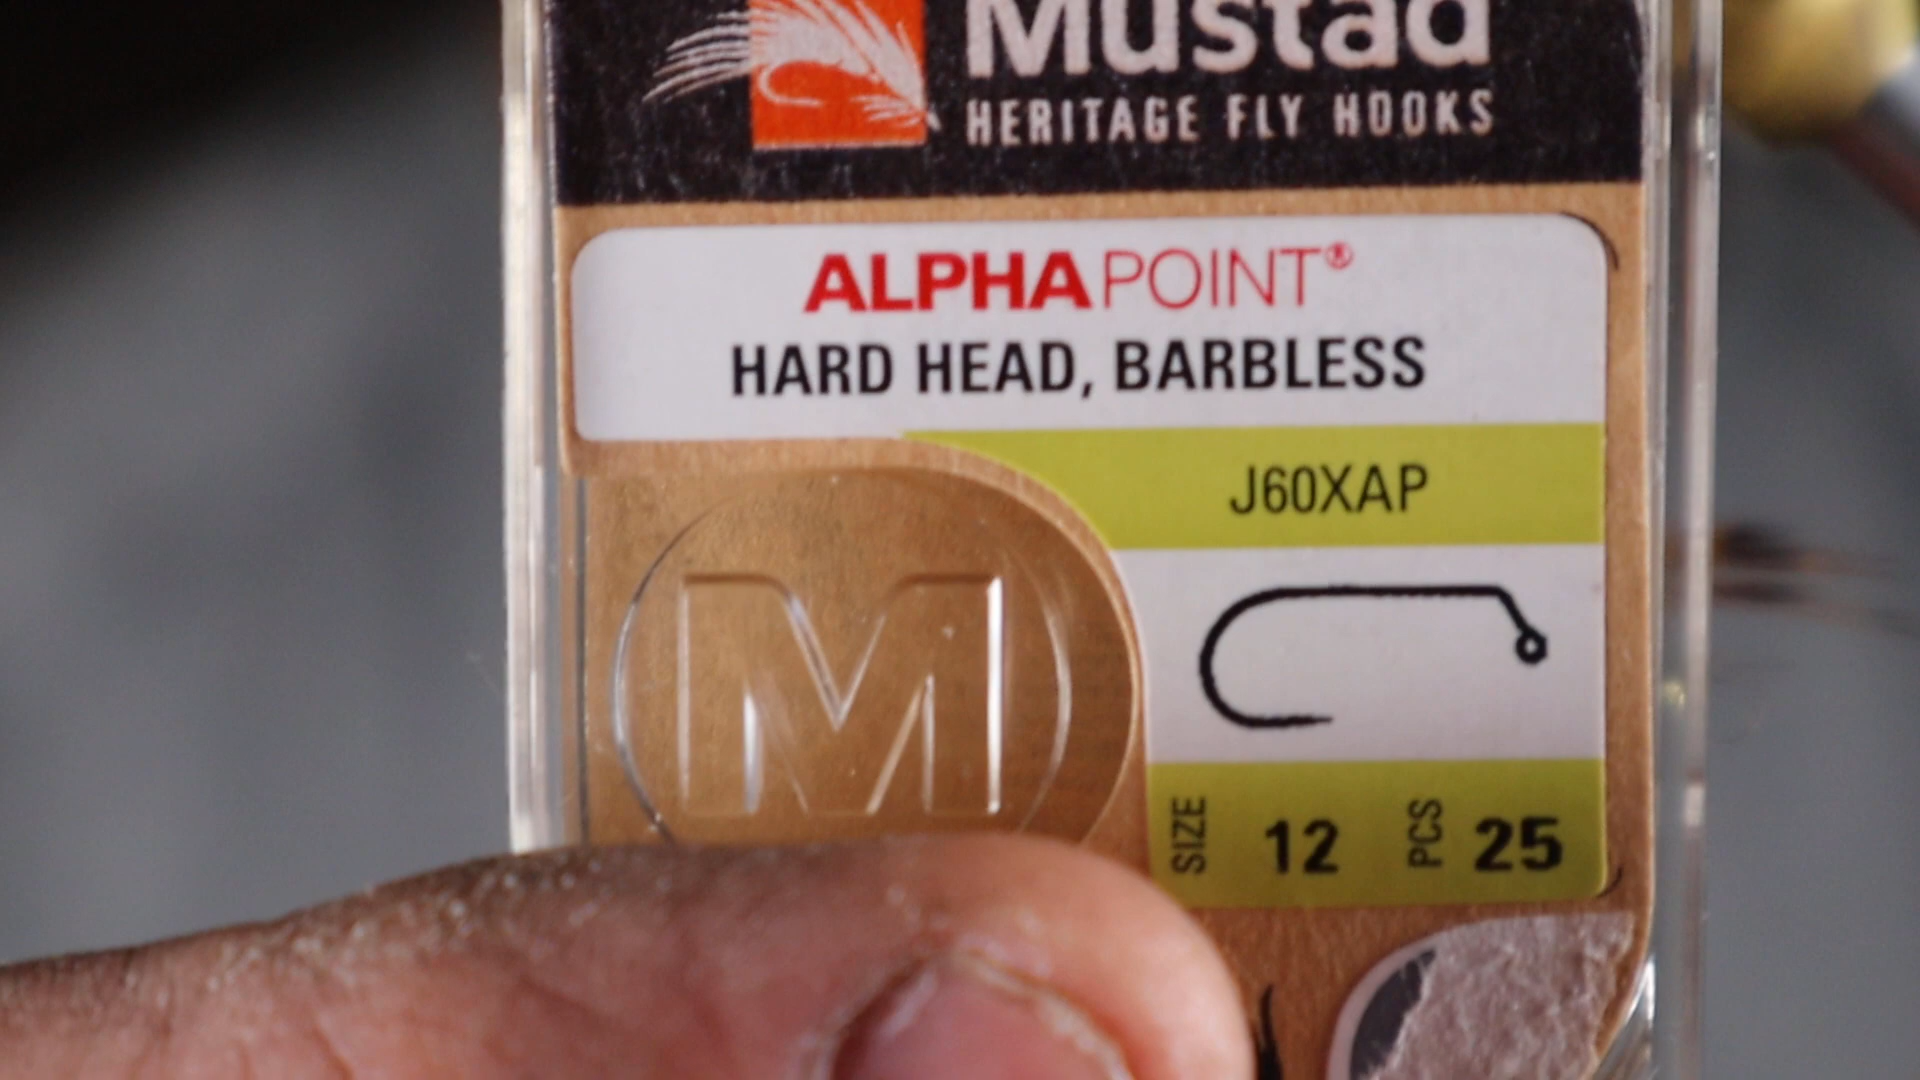 Mustad
HERITAGE FLY HOOKS
ALPHAPOINT®
HARD HEAD, BARBLESS
J60XAP
M
SIZE 12 PCS 25